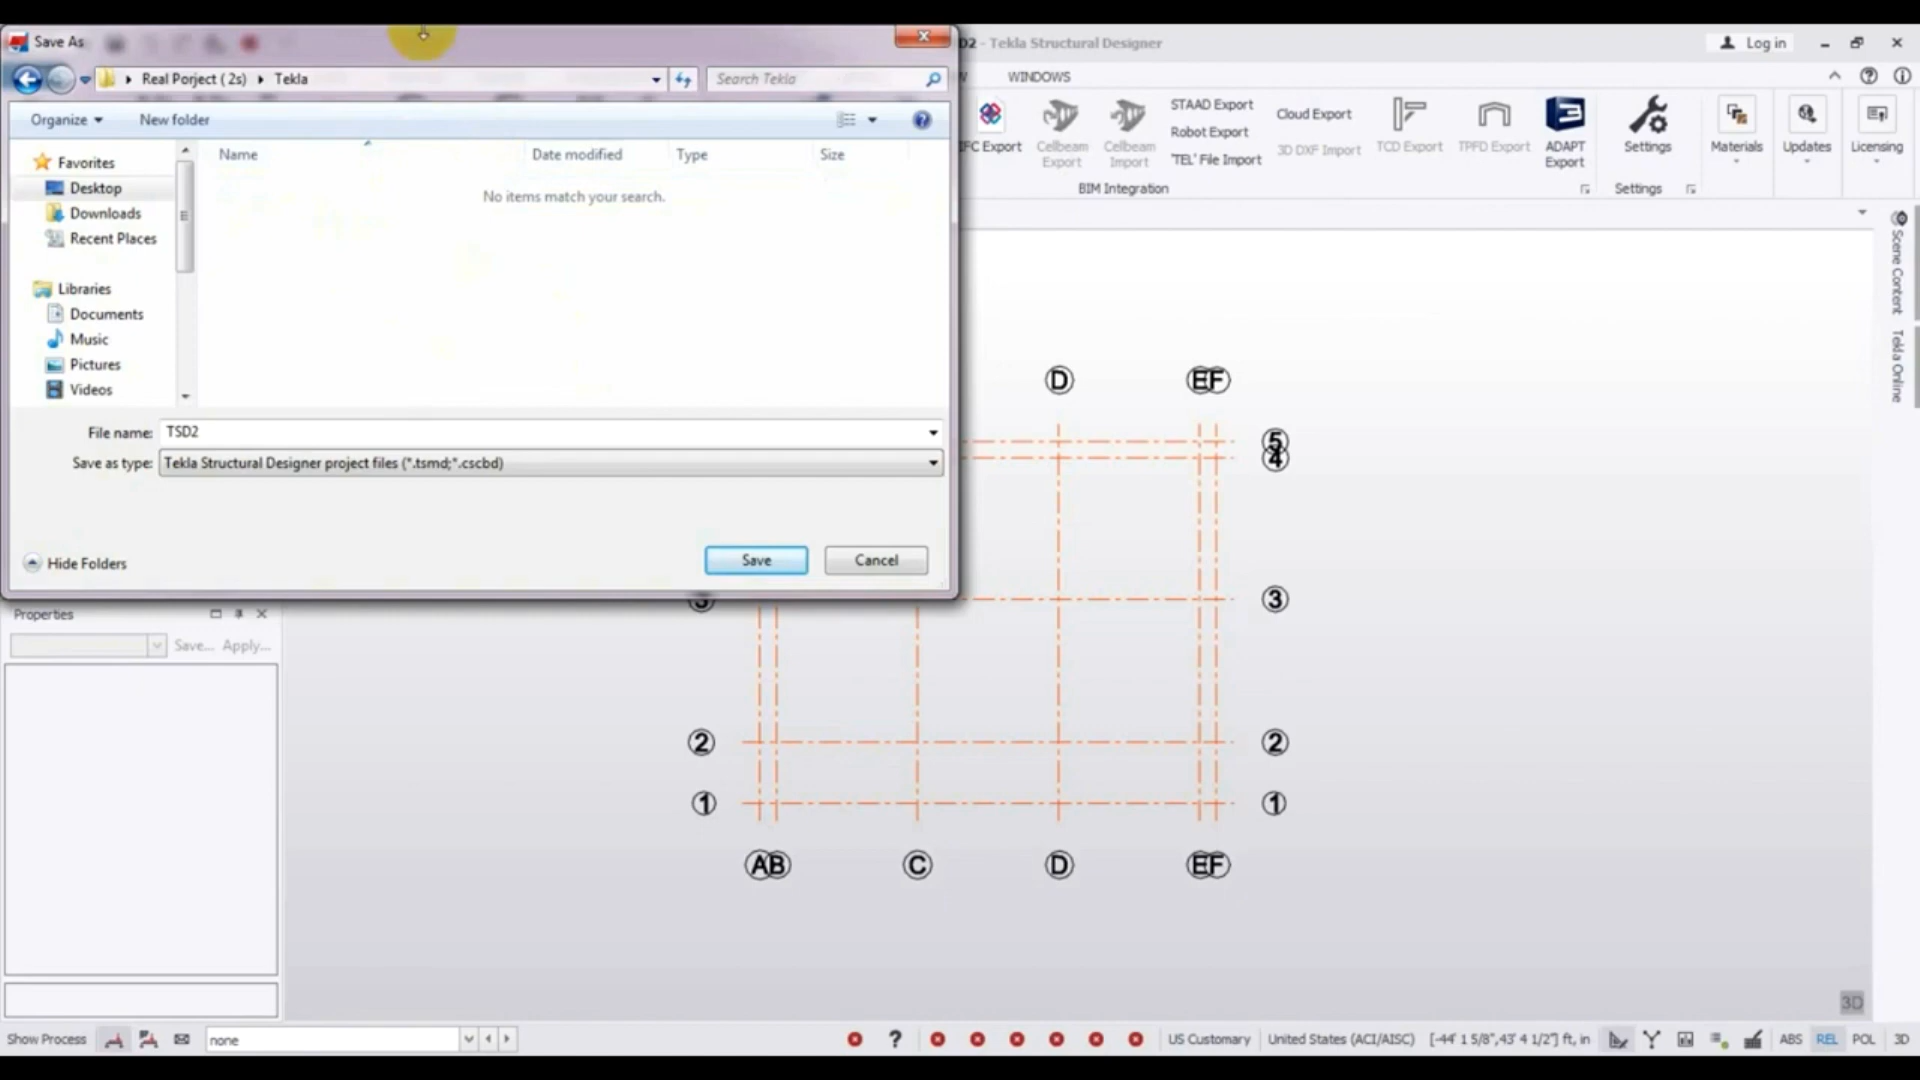 Save As
D2 - Tekla Structural Designer
Log in
Real Porject ( 2s) Tekla
Search Tekla
WINDOWS
Organize
New folder
STAAD Export
Robot Export
'TEL' File Import
Cloud Export
3D DXF Import
IFC Export
Cellbeam Export
Cellbeam Import
TCD Export
TPFD Export
ADAPT Export
Settings
Materials
Updates
Licensing
BIM Integration
Settings
Favorites
Desktop
Downloads
Recent Places
Libraries
Documents
Music
Pictures
Videos
Name
Date modified
Type
Size
No items match your search.
File name: TSD2
Save as type: Tekla Structural Designer project files (*.tsmd;*.cscbd)
Hide Folders
Save
Cancel
Scene Content
Tekla Online
D
E F
5
4
3
3
2
2
1
1
A B
C
D
E F
Properties
Save...
Apply...
3D
Show Process
none
US Customary
United States (ACI/AISC)
[-44' 1 5/8",43' 4 1/2"] ft, in
ABS
REL
POL
3D